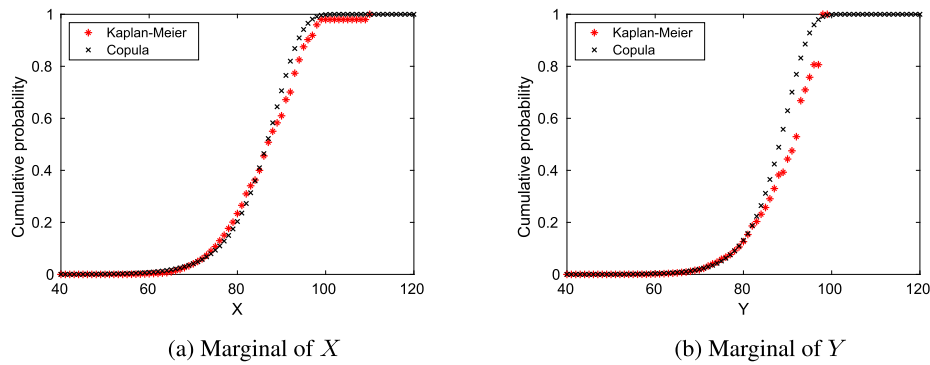 1
0.8
0.6
0.4
0.2
0
Cumulative probability
Kaplan-Meier
Copula
40 60 80 100 120
X
(a) Marginal of X
1
0.8
0.6
0.4
0.2
0
Cumulative probability
Kaplan-Meier
Copula
40 60 80 100 120
Y
(b) Marginal of Y